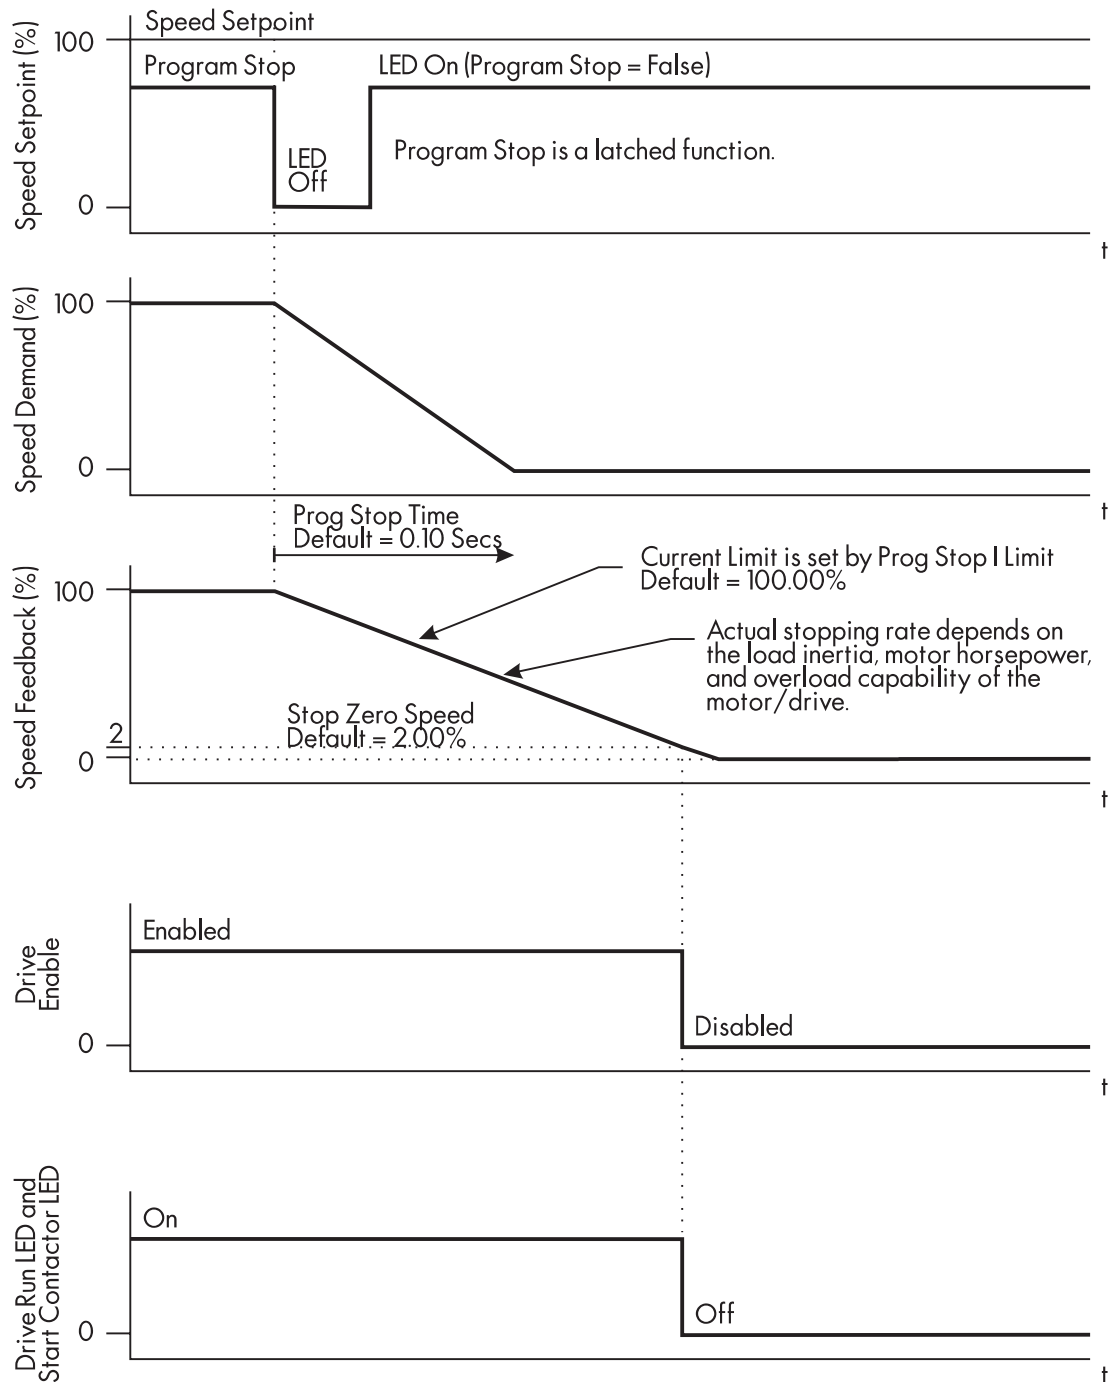 Speed Setpoint (%)
100
0
Speed Setpoint
Program Stop
LED On (Program Stop = False)
LED
Off
Program Stop is a latched function.
t
Speed Demand (%)
100
0
t
Prog Stop Time
Default = 0.10 Secs
Current Limit is set by Prog Stop I Limit
Default = 100.00%
Speed Feedback (%)
100
2
0
Actual stopping rate depends on
the load inertia, motor horsepower,
and overload capability of the
motor/drive.
Stop Zero Speed
Default = 2.00%
t
Drive
Enable
Enabled
0
Disabled
t
Drive Run LED and
Start Contactor LED
On
0
Off
t